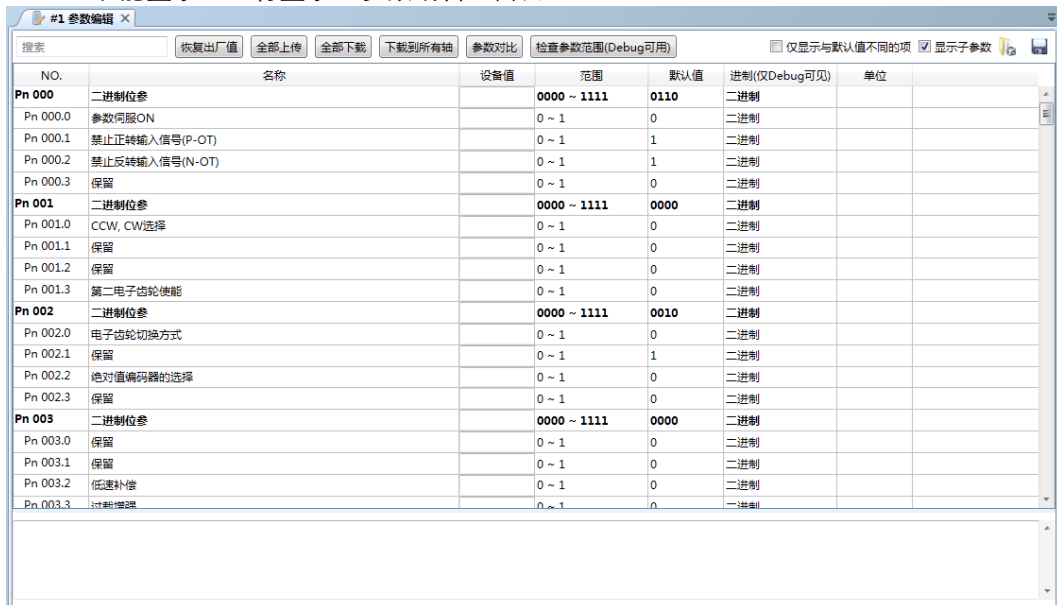 #1 参数编辑 ×
搜索 恢复出厂值 全部上传 全部下载 下载到所有轴 参数对比 检查参数范围(Debug可用) 仅显示与默认值不同的项 显示子参数
NO. 名称 设备值 范围 默认值 进制(仅Debug可见) 单位
Pn 000 二进制位参 0000 ~ 1111 0110 二进制
Pn 000.0 参数伺服ON 0 ~ 1 0 二进制
Pn 000.1 禁止正转输入信号(P-OT) 0 ~ 1 1 二进制
Pn 000.2 禁止反转输入信号(N-OT) 0 ~ 1 1 二进制
Pn 000.3 保留 0 ~ 1 0 二进制
Pn 001 二进制位参 0000 ~ 1111 0000 二进制
Pn 001.0 CCW, CW选择 0 ~ 1 0 二进制
Pn 001.1 保留 0 ~ 1 0 二进制
Pn 001.2 保留 0 ~ 1 0 二进制
Pn 001.3 第二电子齿轮使能 0 ~ 1 0 二进制
Pn 002 二进制位参 0000 ~ 1111 0010 二进制
Pn 002.0 电子齿轮切换方式 0 ~ 1 0 二进制
Pn 002.1 保留 0 ~ 1 1 二进制
Pn 002.2 绝对值编码器的选择 0 ~ 1 0 二进制
Pn 002.3 保留 0 ~ 1 0 二进制
Pn 003 二进制位参 0000 ~ 1111 0000 二进制
Pn 003.0 保留 0 ~ 1 0 二进制
Pn 003.1 保留 0 ~ 1 0 二进制
Pn 003.2 低速补偿 0 ~ 1 0 二进制
Pn 003.3 过载增强 0 ~ 1 0 二进制